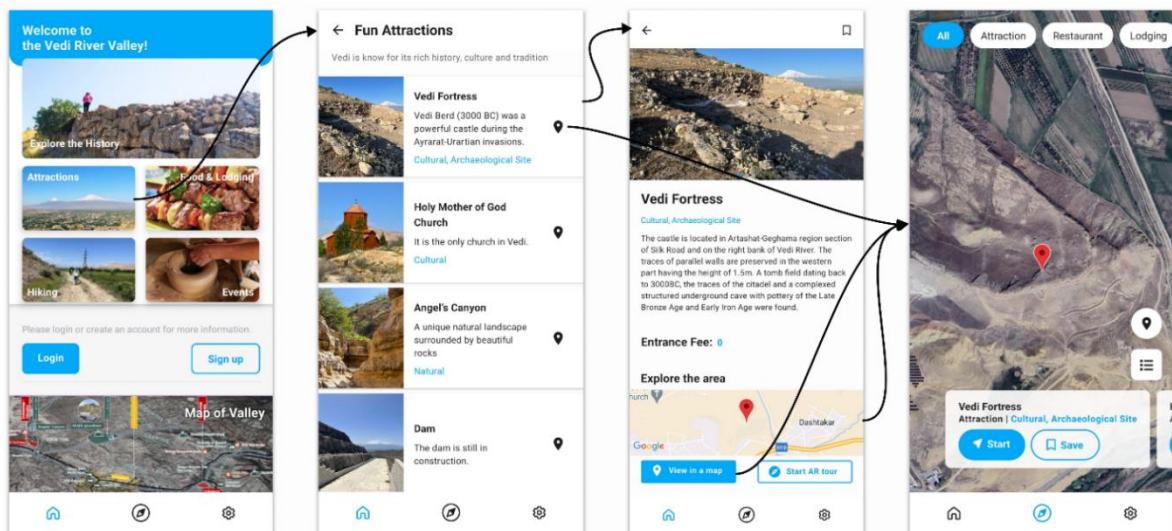 Welcome to
the Vedi River Valley!
Explore the History
Attractions
Food & Lodging
Hiking
Events
Please login or create an account for more information.
Login
Sign up
Map of Valley
Fun Attractions
Vedi is know for its rich history, culture and tradition
Vedi Fortress
Vedi Berd (3000 BC) was a
powerful castle during the
Ayrarat-Urartian invasions.
Cultural, Archaeological Site
Holy Mother of God
Church
It is the only church in Vedi.
Cultural
Angel's Canyon
A unique natural landscape
surrounded by beautiful
rocks
Natural
Dam
The dam is still in
construction.
Vedi Fortress
Cultural, Archaeological Site
The castle is located in Artashat-Geghama region section
of Silk Road and on the right bank of Vedi River. The
traces of parallel walls are preserved in the western
part having the height of 1.5m. A tomb field dating back
to 3000BC, the traces of the citadel and a complexed
structured underground cave with pottery of the Late
Bronze Age and Early Iron Age were found.
Entrance Fee: 0
Explore the area
hurch
Dashtakar
Google
View in a map
Start AR tour
All
Attraction
Restaurant
Lodging
Vedi Fortress
Attraction | Cultural, Archaeological Site
Start
Save